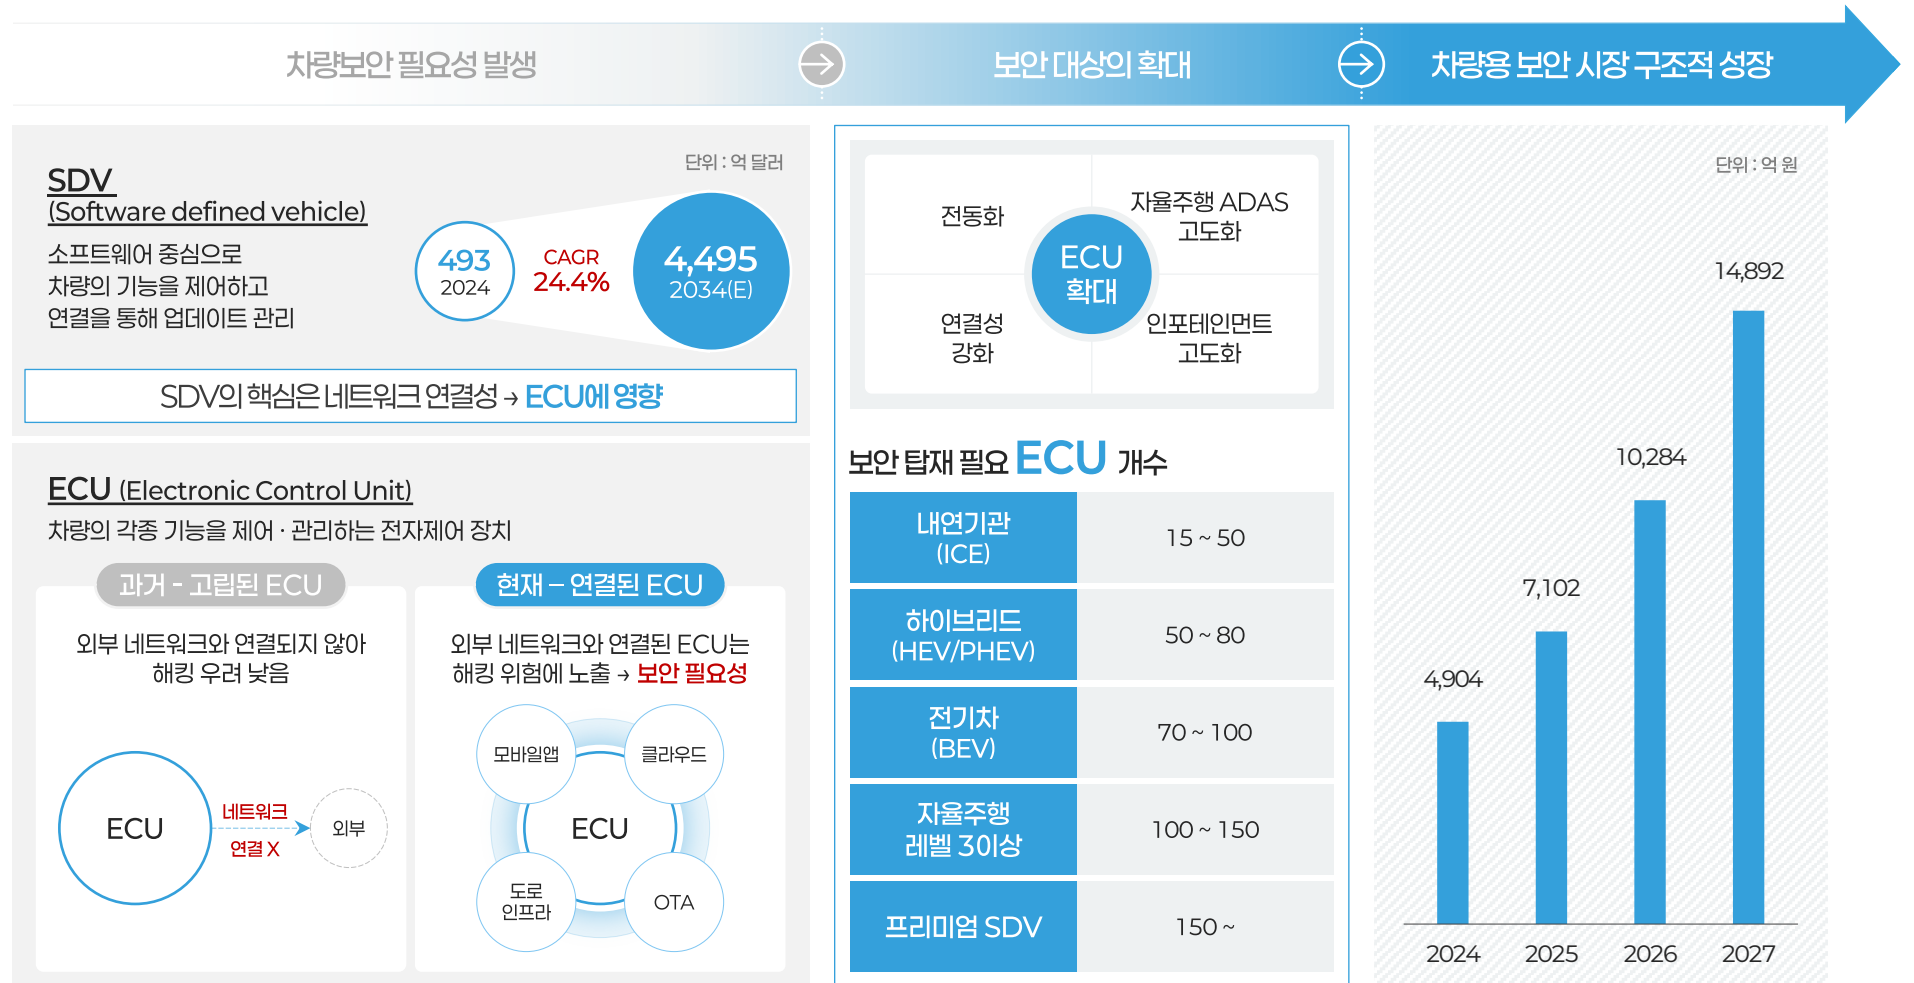 차량보안 필요성 발생
보안 대상의 확대
차량용 보안 시장 구조적 성장
단위 : 억 달러
SDV
(Software defined vehicle)
소프트웨어 중심으로
차량의 기능을 제어하고
연결을 통해 업데이트 관리
493
2024
CAGR
24.4%
4,495
2034(E)
SDV의 핵심은 네트워크 연결성 → ECU에 영향
ECU (Electronic Control Unit)
차량의 각종 기능을 제어 · 관리하는 전자제어 장치
과거 - 고립된 ECU
외부 네트워크와 연결되지 않아
해킹 우려 낮음
ECU
네트워크
연결 X
외부
현재 – 연결된 ECU
외부 네트워크와 연결된 ECU는
해킹 위험에 노출 → 보안 필요성
모바일앱
클라우드
ECU
도로
인프라
OTA
전동화
자율주행 ADAS
고도화
ECU
확대
연결성
강화
인포테인먼트
고도화
보안 탑재 필요 ECU 개수
내연기관
(ICE)
15 ~ 50
하이브리드
(HEV/PHEV)
50 ~ 80
전기차
(BEV)
70 ~ 100
자율주행
레벨 3이상
100 ~ 150
프리미엄 SDV
150 ~
단위 : 억 원
4,904
7,102
10,284
14,892
2024
2025
2026
2027